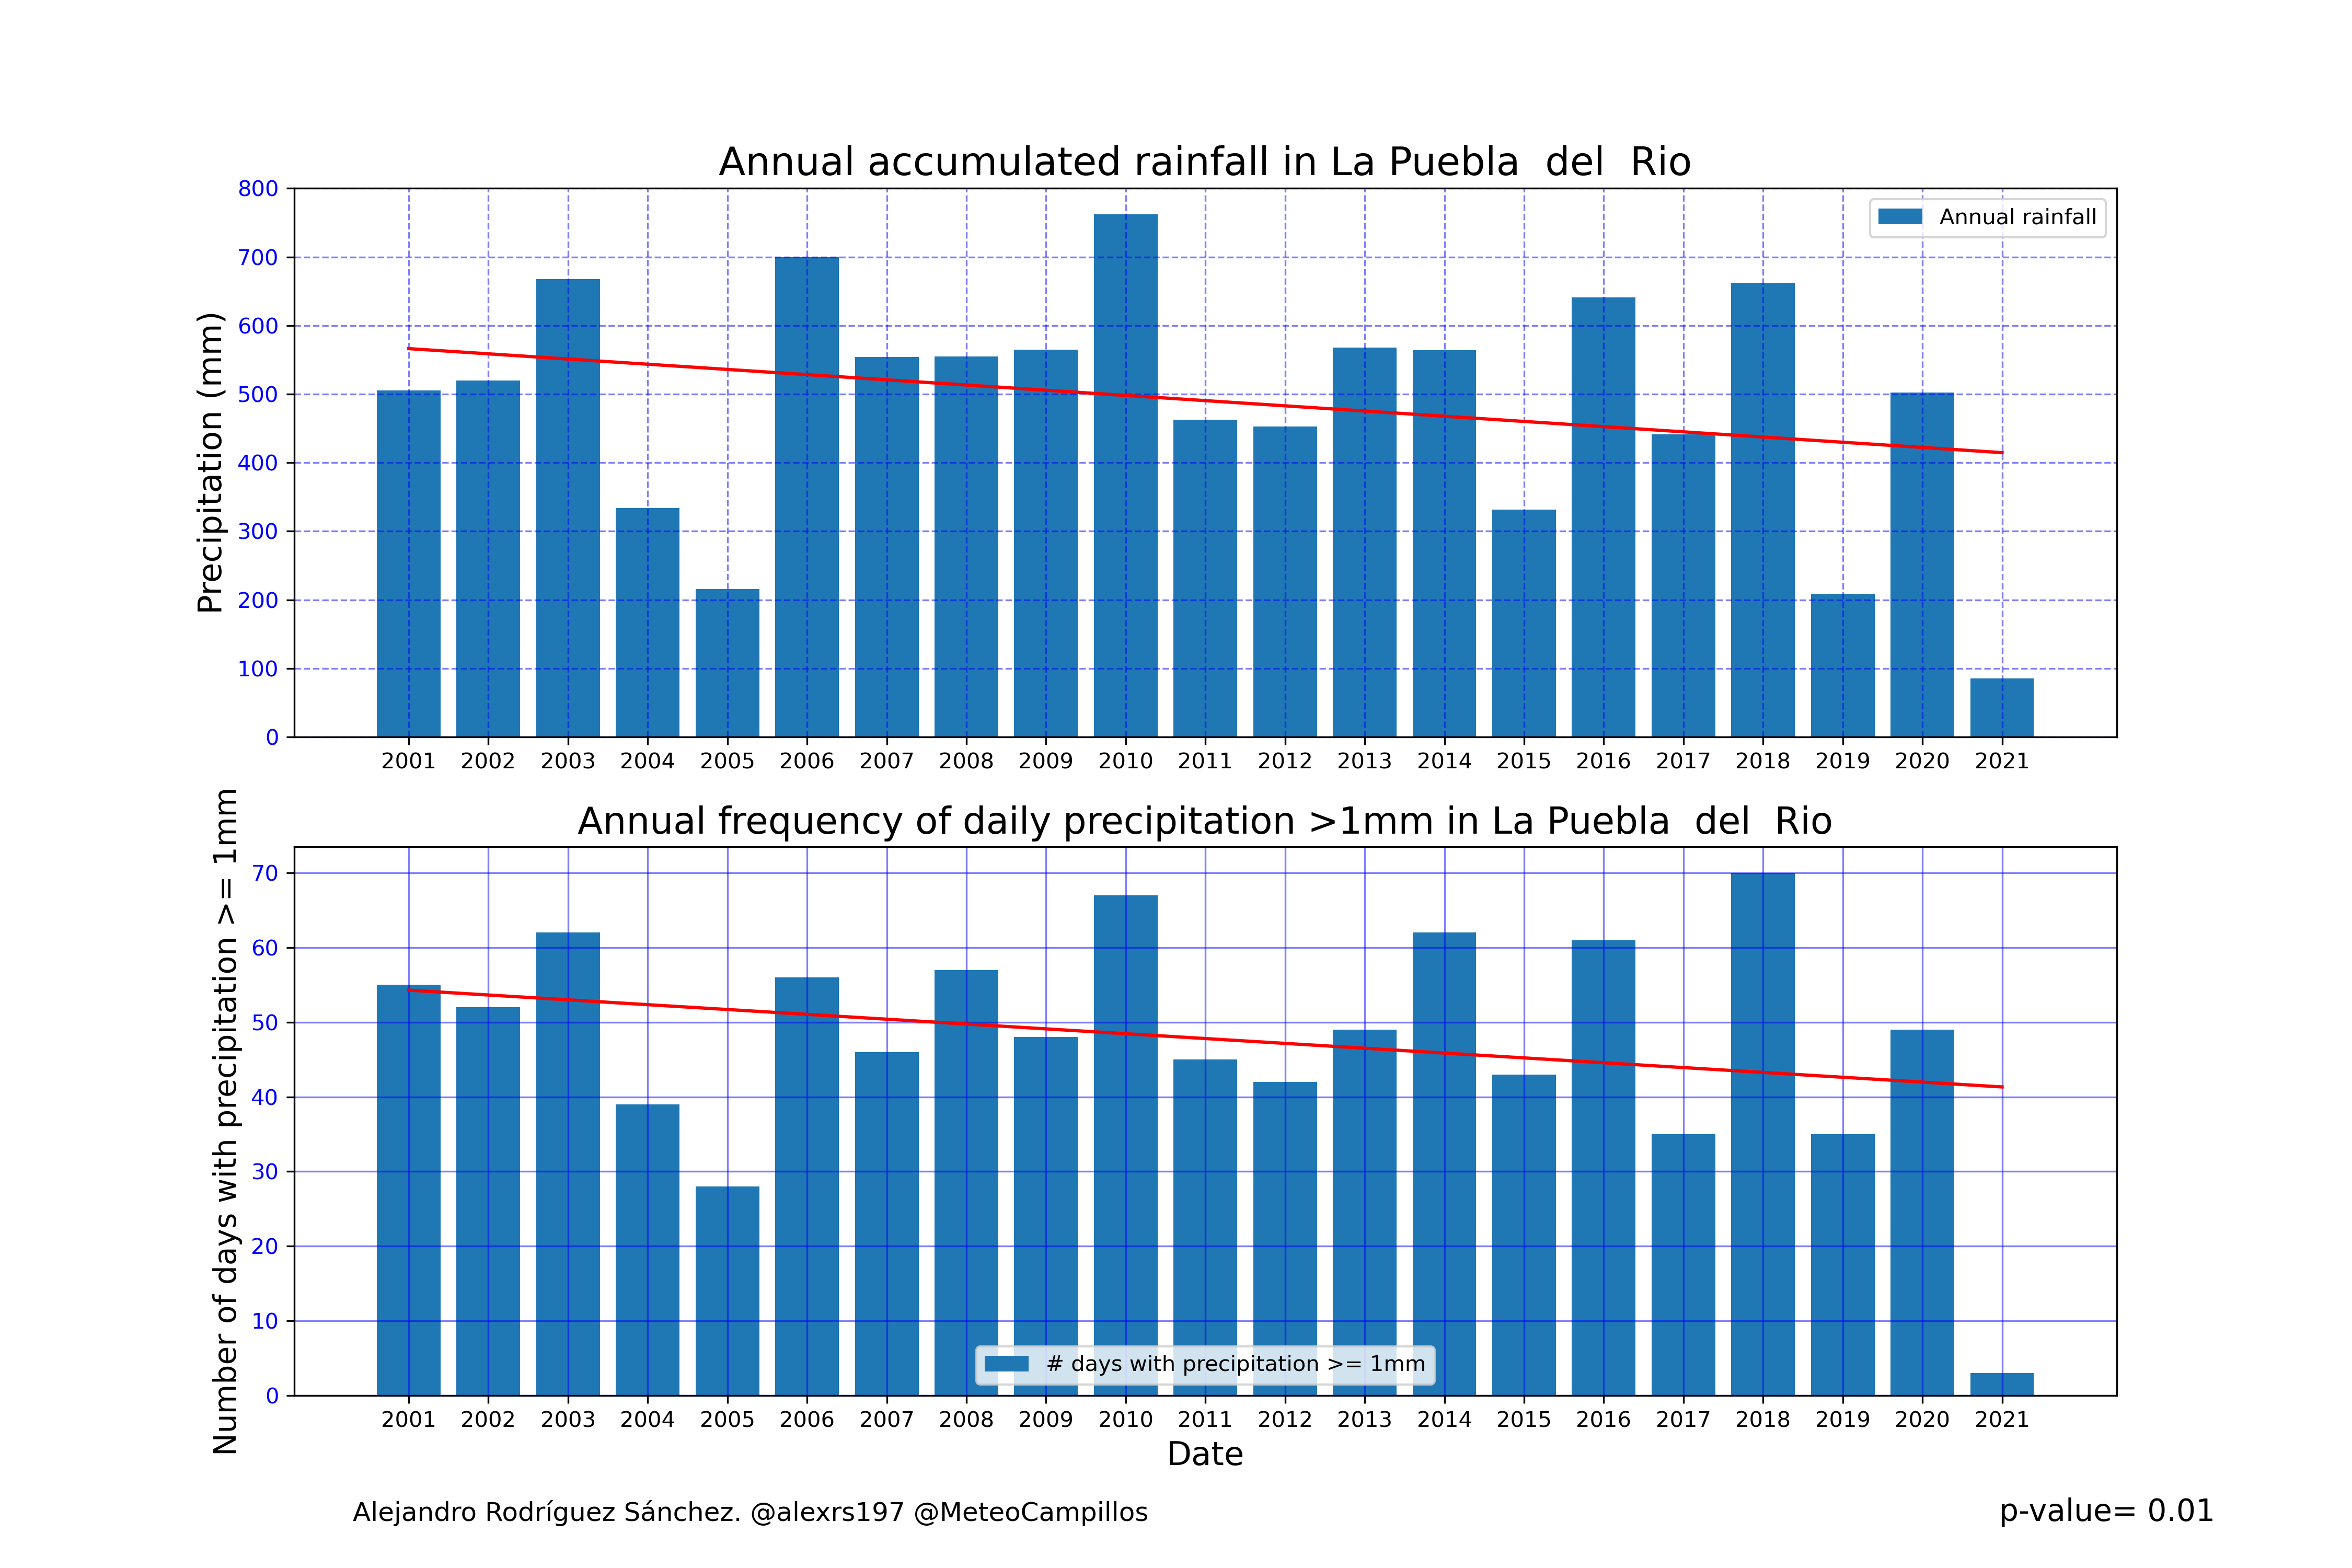 Annual accumulated rainfall in La Puebla  del  Rio
Precipitation (mm)
800
700
600
500
400
300
200
100
0
Annual rainfall
2001 2002 2003 2004 2005 2006 2007 2008 2009 2010 2011 2012 2013 2014 2015 2016 2017 2018 2019 2020 2021
Annual frequency of daily precipitation >1mm in La Puebla  del  Rio
Number of days with precipitation >= 1mm
70
60
50
40
30
20
10
0
# days with precipitation >= 1mm
2001 2002 2003 2004 2005 2006 2007 2008 2009 2010 2011 2012 2013 2014 2015 2016 2017 2018 2019 2020 2021
Date
Alejandro Rodríguez Sánchez. @alexrs197 @MeteoCampillos
p-value= 0.01